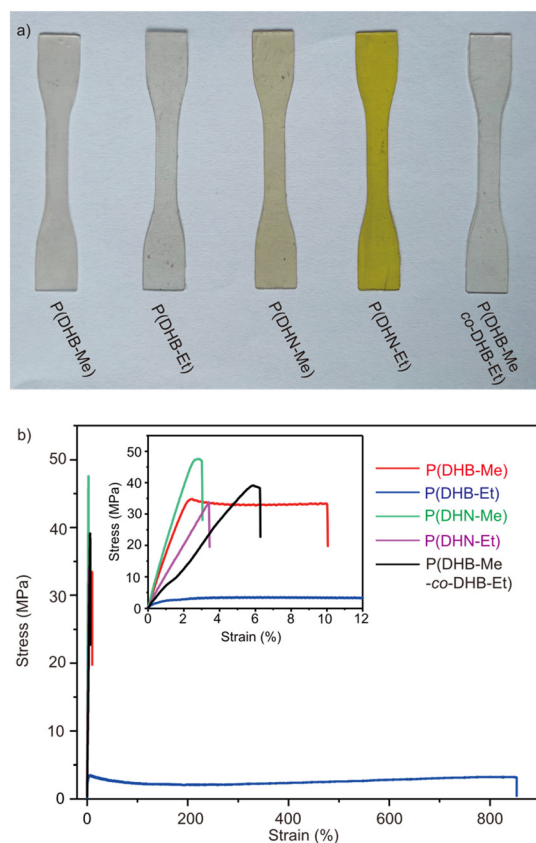 a)
P(DHB-Me)
P(DHB-Et)
P(DHN-Me)
P(DHN-Et)
P(DHB-Me
co-DHB-Et)
b)
50
40
30
20
10
0
Stress (MPa)
0
200
400
600
800
Strain (%)
50
45
40
35
30
25
20
15
10
5
0
Stress (MPa)
0
2
4
6
8
10
12
Strain (%)
P(DHB-Me)
P(DHB-Et)
P(DHN-Me)
P(DHN-Et)
P(DHB-Me
-co-DHB-Et)